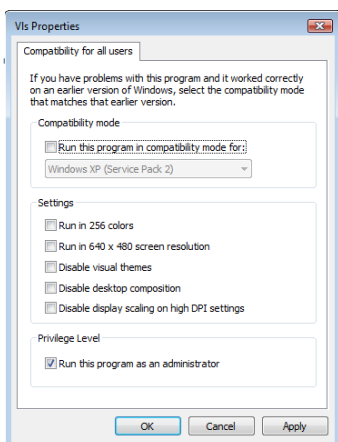 VIs Properties
Compatibility for all users
If you have problems with this program and it worked correctly
on an earlier version of Windows, select the compatibility mode
that matches that earlier version.
Compatibility mode
Run this program in compatibility mode for:
Windows XP (Service Pack 2)
Settings
Run in 256 colors
Run in 640 x 480 screen resolution
Disable visual themes
Disable desktop composition
Disable display scaling on high DPI settings
Privilege Level
Run this program as an administrator
OK Cancel Apply